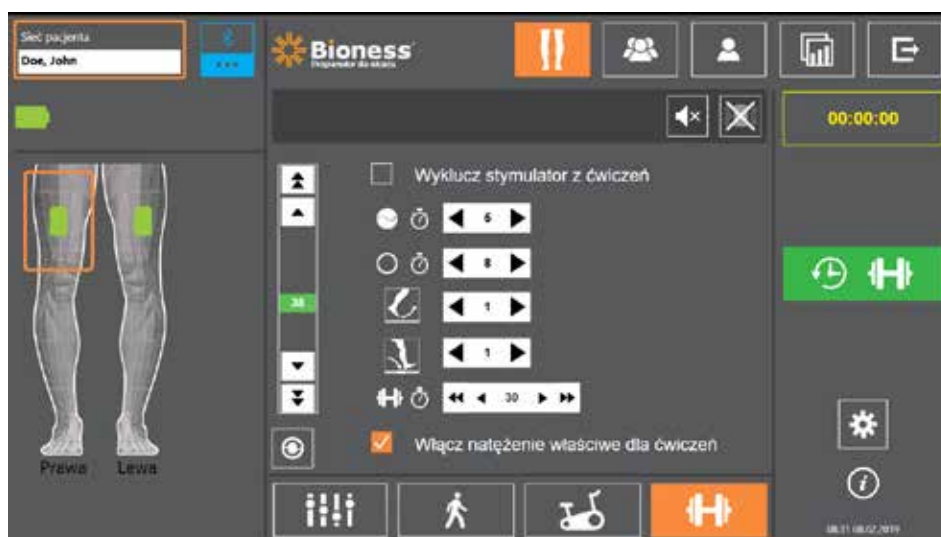 Sieć pacjenta
Doe, John
Bioness
00:00:00
Wyklucz stymulator z ćwiczeń
6
8
38
1
1
30
Włącz natężenie właściwe dla ćwiczeń
Prawa
Lewa